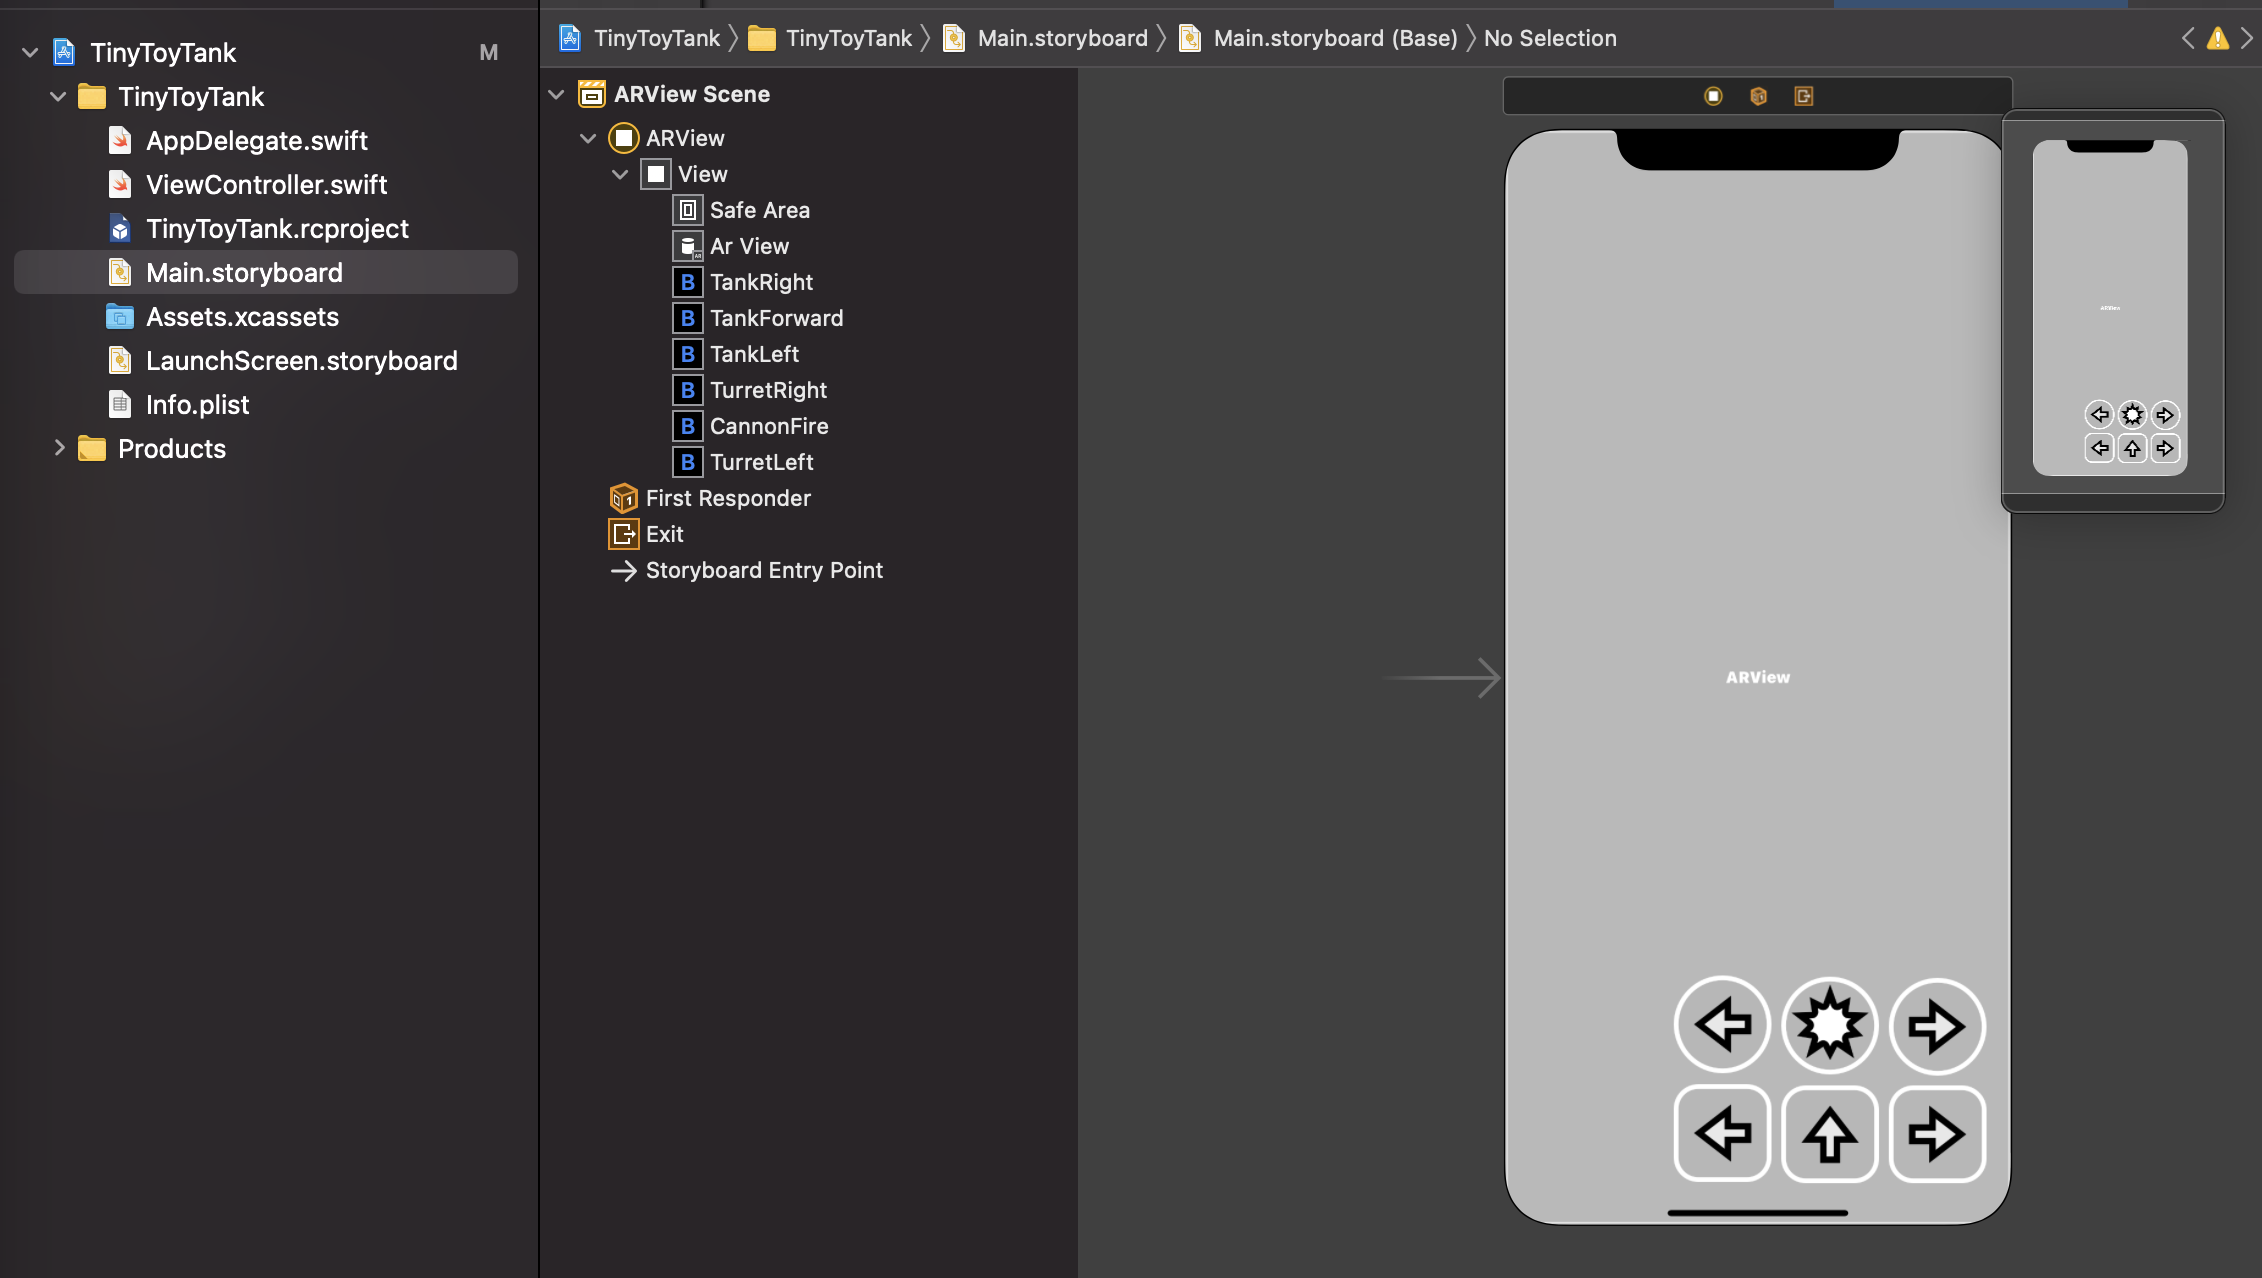 TinyToyTank
M
TinyToyTank
AppDelegate.swift
ViewController.swift
TinyToyTank.rcproject
Main.storyboard
Assets.xcassets
LaunchScreen.storyboard
Info.plist
Products
TinyToyTank TinyToyTank Main.storyboard Main.storyboard (Base) No Selection
ARView Scene
ARView
View
Safe Area
Ar View
B TankRight
B TankForward
B TankLeft
B TurretRight
B CannonFire
B TurretLeft
First Responder
Exit
Storyboard Entry Point
ARView
ARView